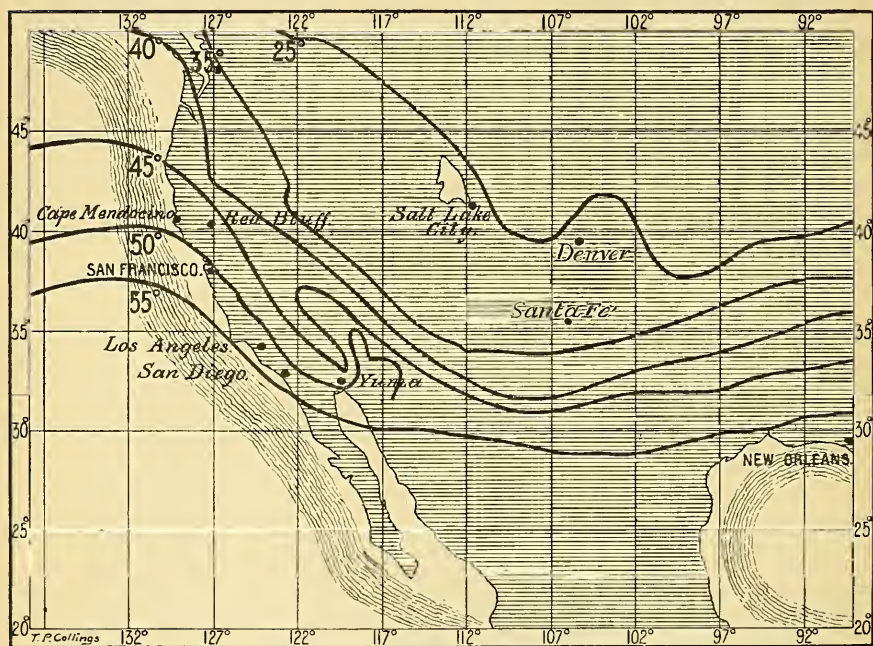 132° 127° 122° 117° 112° 107° 102° 97° 92°
40° 35° 25°
45° 45°
45°
Cape Mendocino. Red Bluff Salt Lake City.
40° 50° 40°
Denver
SAN FRANCISCO.
55° Santa Fé
35° 35°
Los Angeles.
San Diego. Yuma
30° 30°
NEW ORLEANS.
25° 25°
20° 20°
T. P. Collings 132° 127° 122° 117° 112° 107° 102° 97° 92°